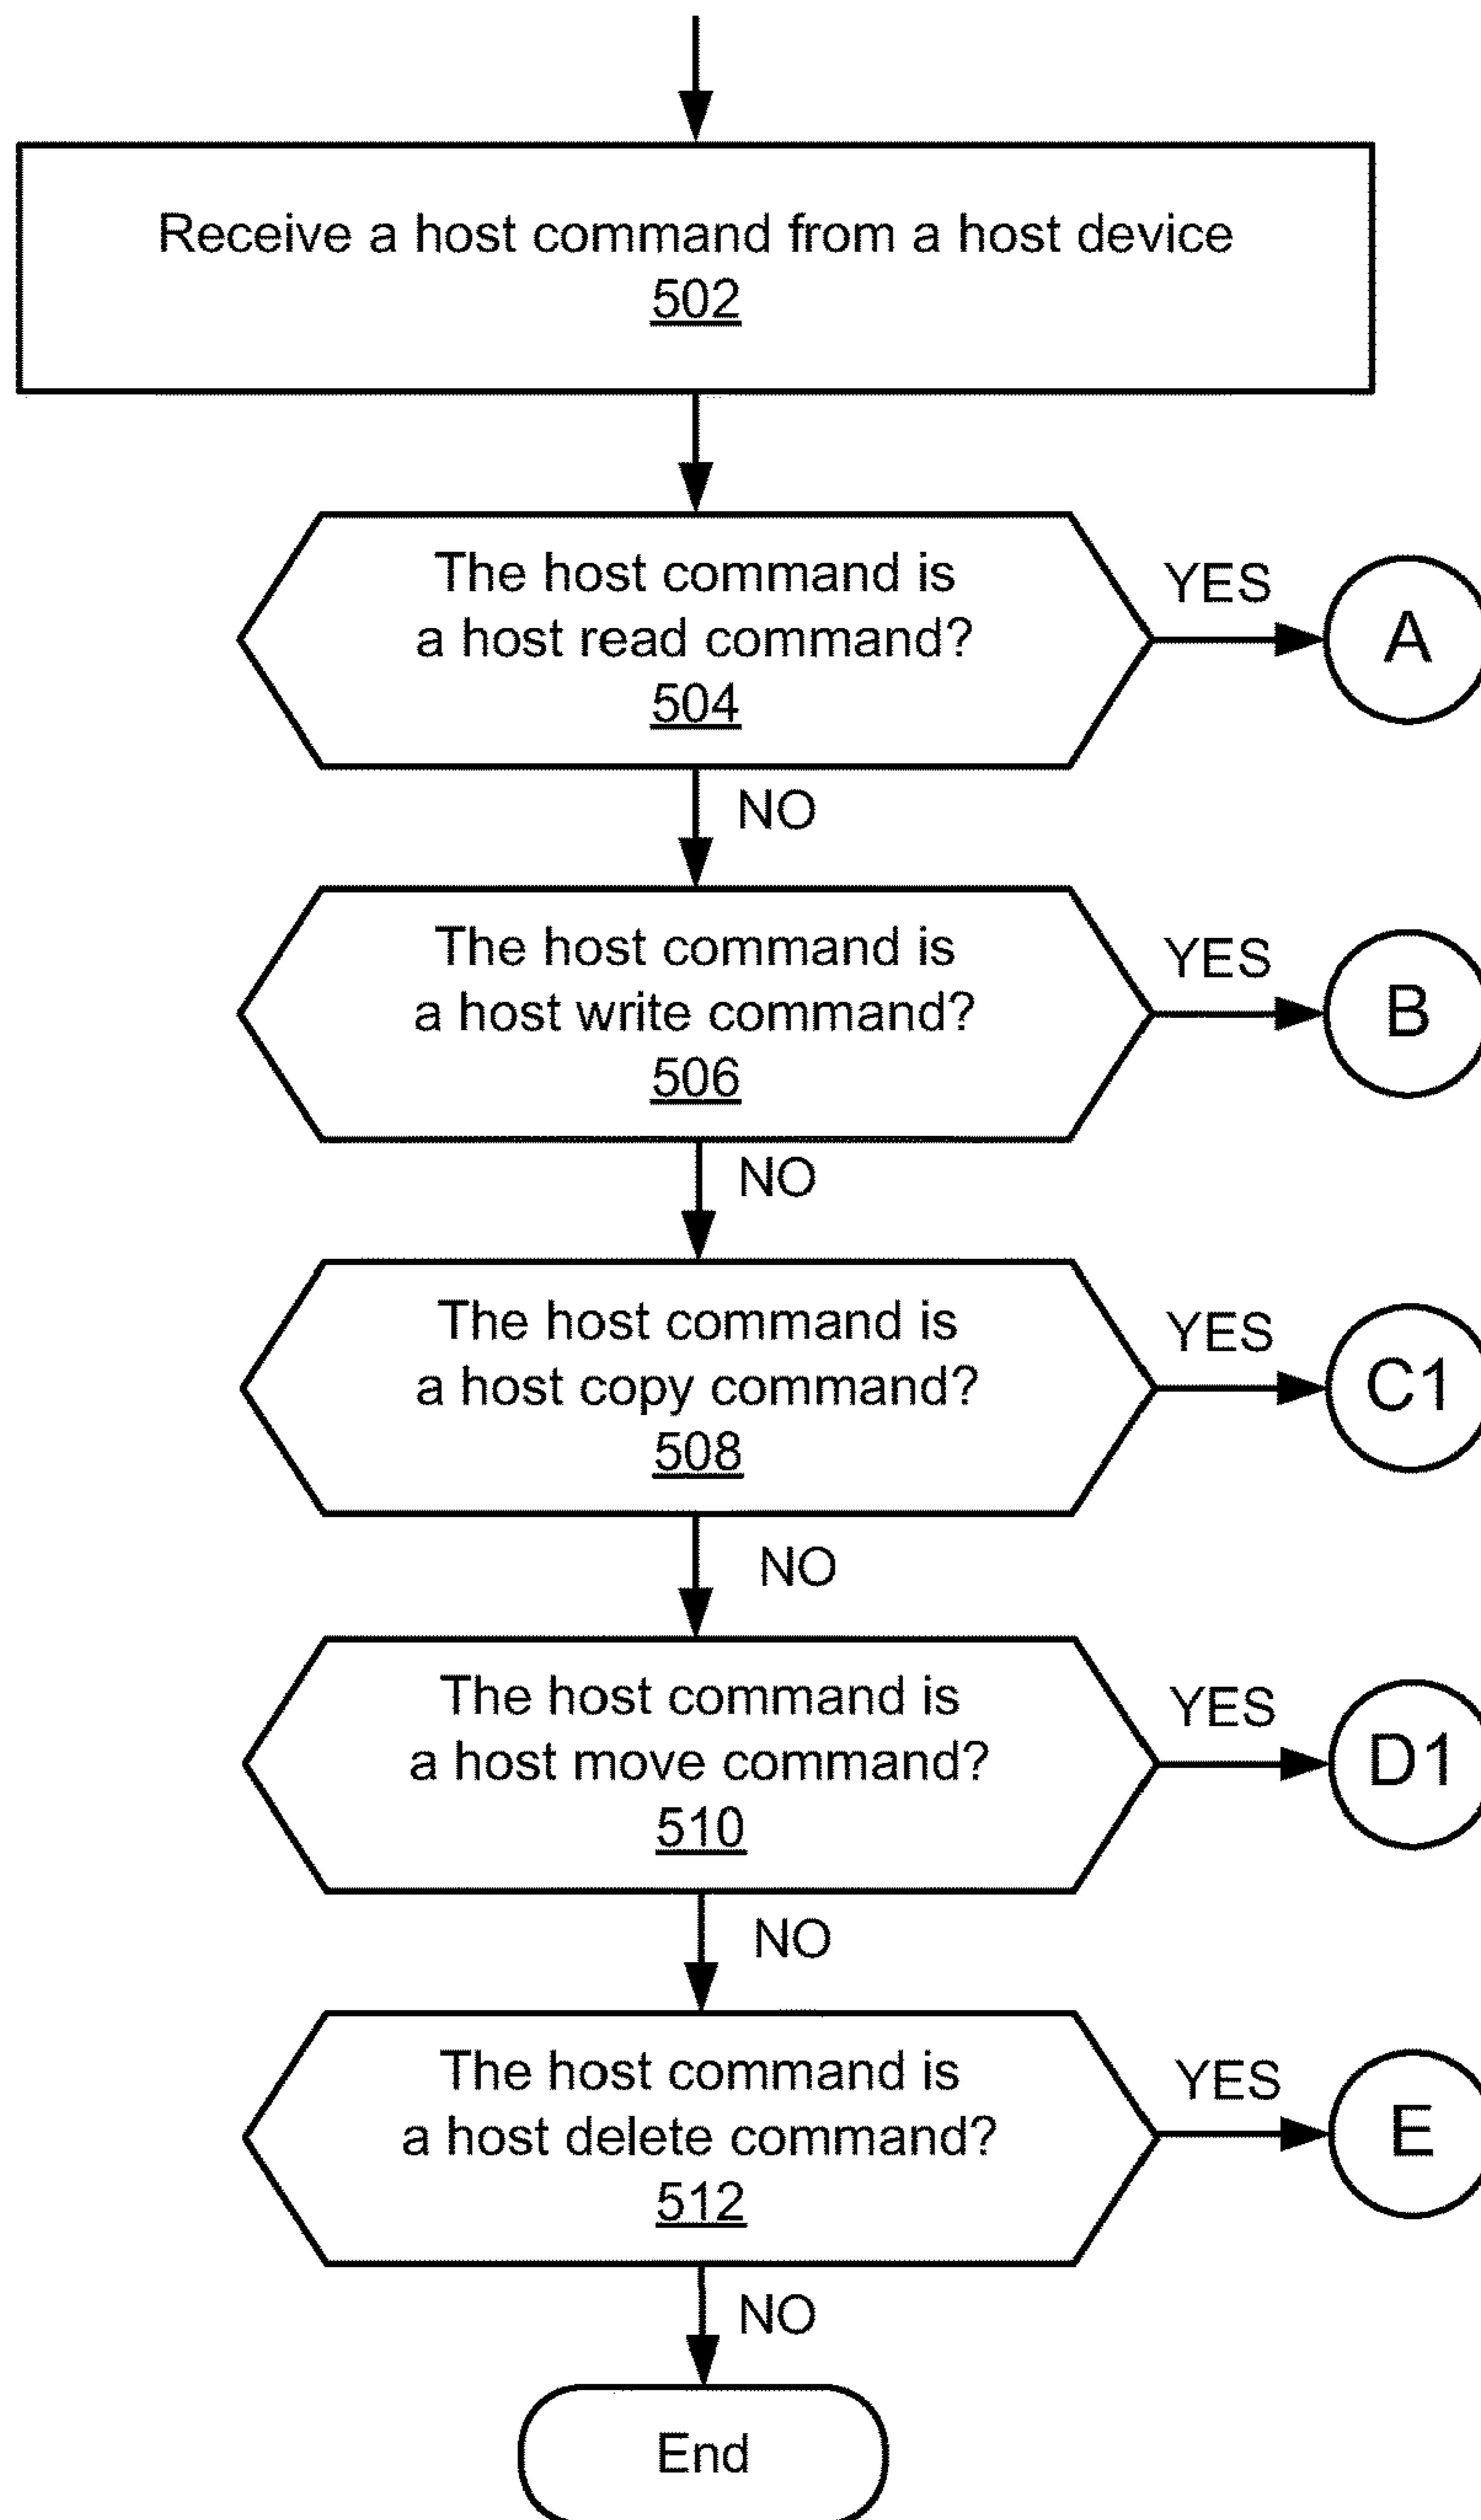 Receive a host command from a host device
502
The host command is
a host read command?
504
YES
A
NO
The host command is
a host write command?
506
YES
B
NO
The host command is
a host copy command?
508
YES
C1
NO
The host command is
a host move command?
510
YES
D1
NO
The host command is
a host delete command?
512
YES
E
NO
End